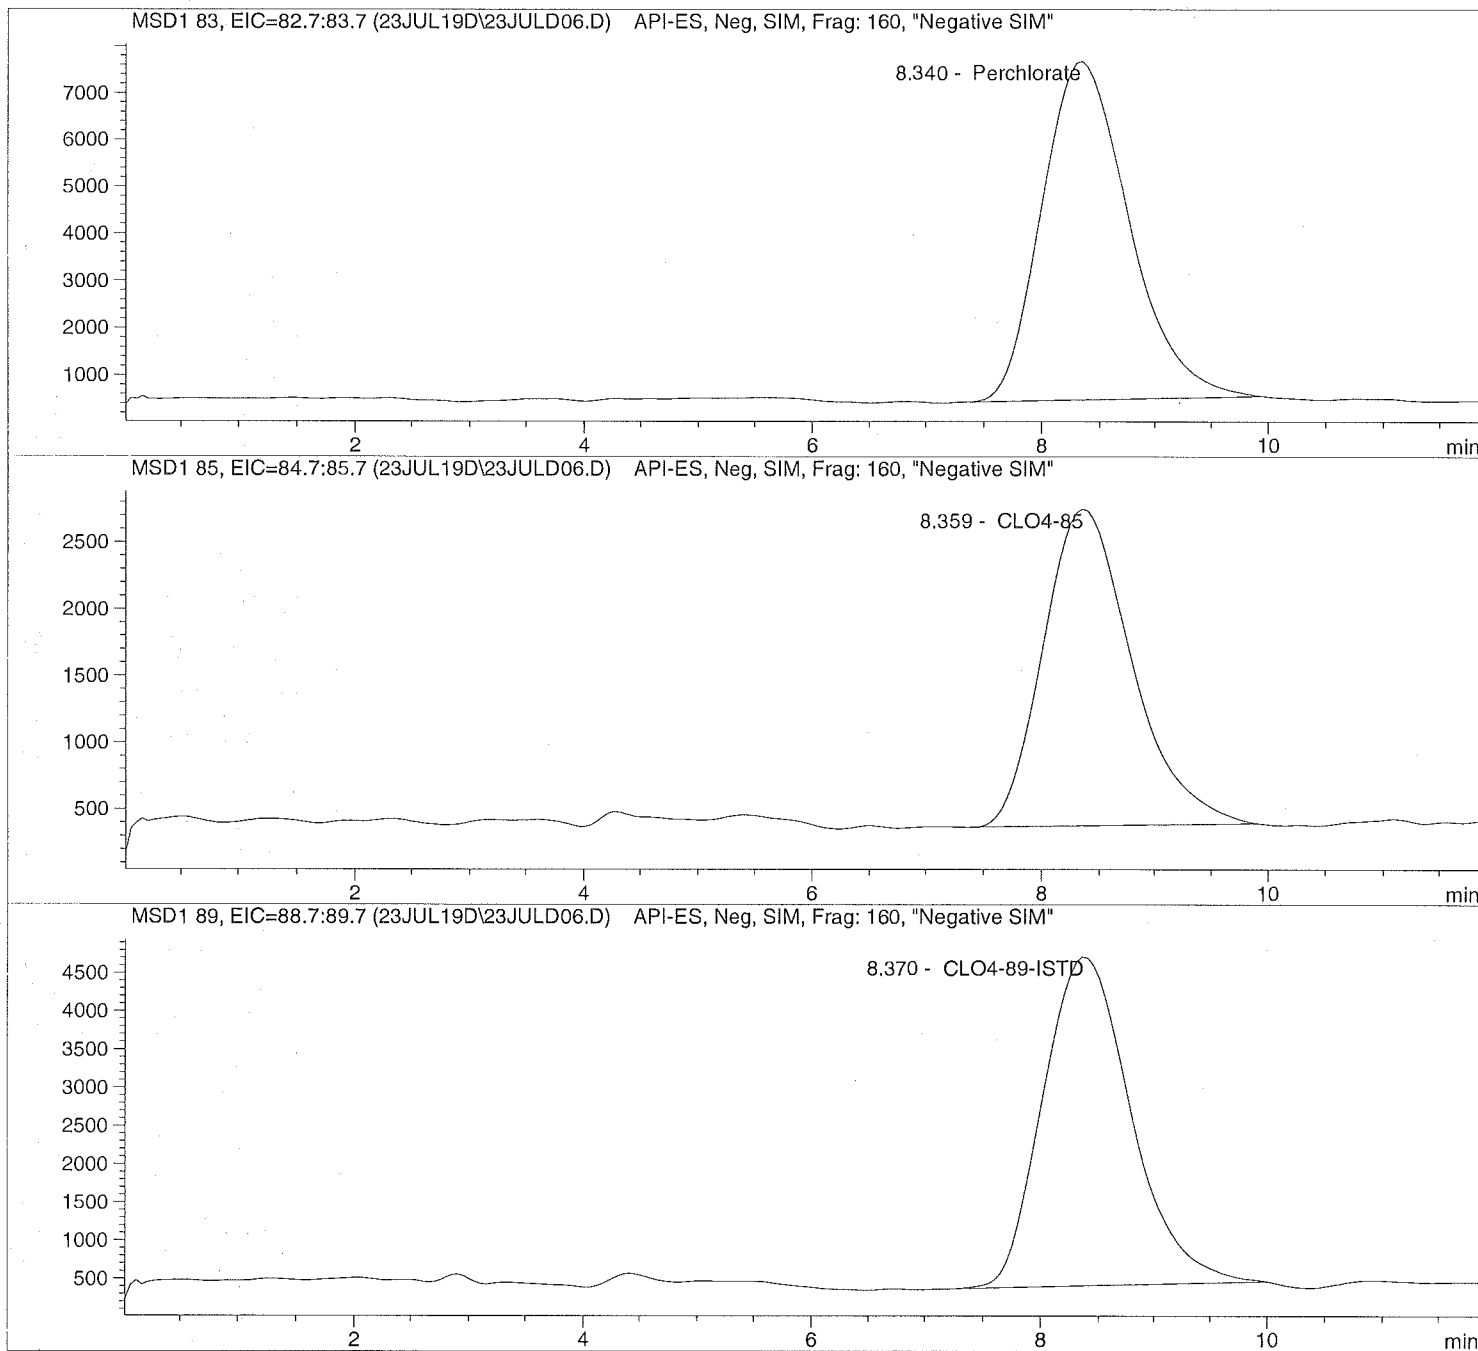 MSD1 83, EIC=82.7:83.7 (23JUL19D\23JULD06.D) API-ES, Neg, SIM, Frag: 160, "Negative SIM"
8.340 - Perchlorate
7000
6000
5000
4000
3000
2000
1000
2 4 6 8 10 min
MSD1 85, EIC=84.7:85.7 (23JUL19D\23JULD06.D) API-ES, Neg, SIM, Frag: 160, "Negative SIM"
8.359 - CLO4-85
2500
2000
1500
1000
500
2 4 6 8 10 min
MSD1 89, EIC=88.7:89.7 (23JUL19D\23JULD06.D) API-ES, Neg, SIM, Frag: 160, "Negative SIM"
8.370 - CLO4-89-ISTD
4500
4000
3500
3000
2500
2000
1500
1000
500
2 4 6 8 10 min